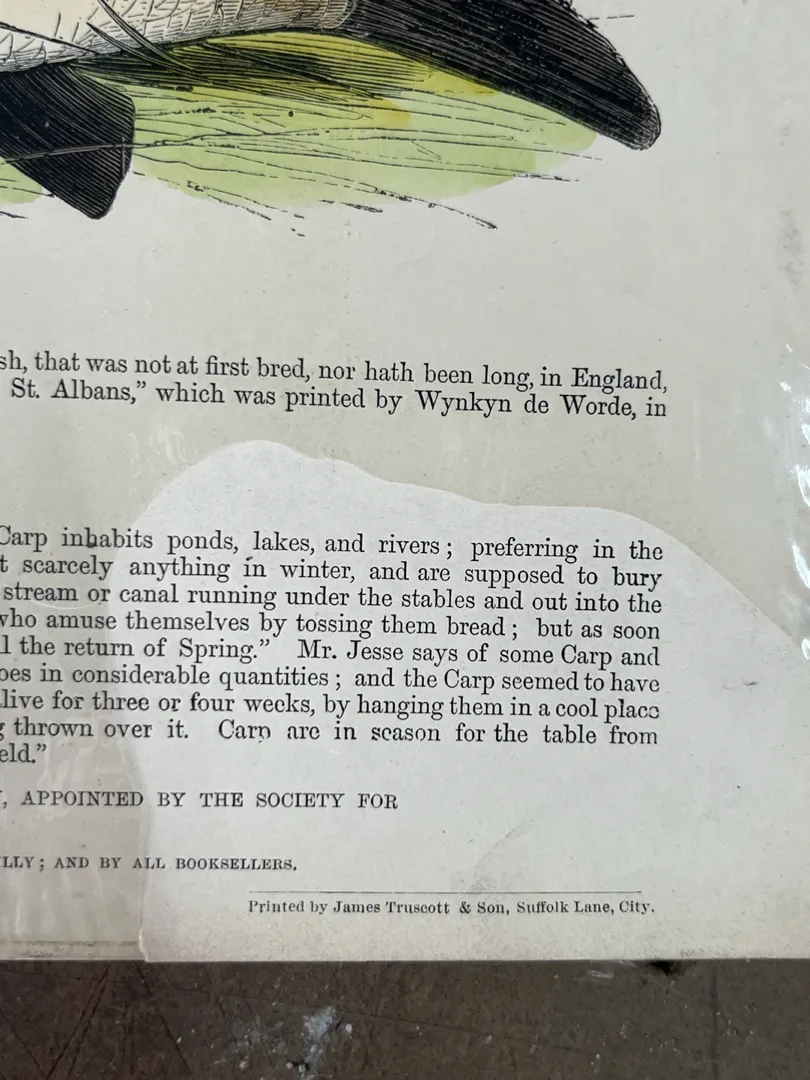 sh, that was not at first bred, nor hath been long, in England,
St. Albans,” which was printed by Wynkyn de Worde, in
Carp inhabits ponds, lakes, and rivers; preferring in the
t scarcely anything in winter, and are supposed to bury
stream or canal running under the stables and out into the
who amuse themselves by tossing them bread; but as soon
l the return of Spring.” Mr. Jesse says of some Carp and
oes in considerable quantities; and the Carp seemed to have
live for three or four weeks, by hanging them in a cool place
g thrown over it. Carp are in season for the table from
eld.”
, APPOINTED BY THE SOCIETY FOR
LLY; AND BY ALL BOOKSELLERS.
Printed by James Truscott & Son, Suffolk Lane, City.